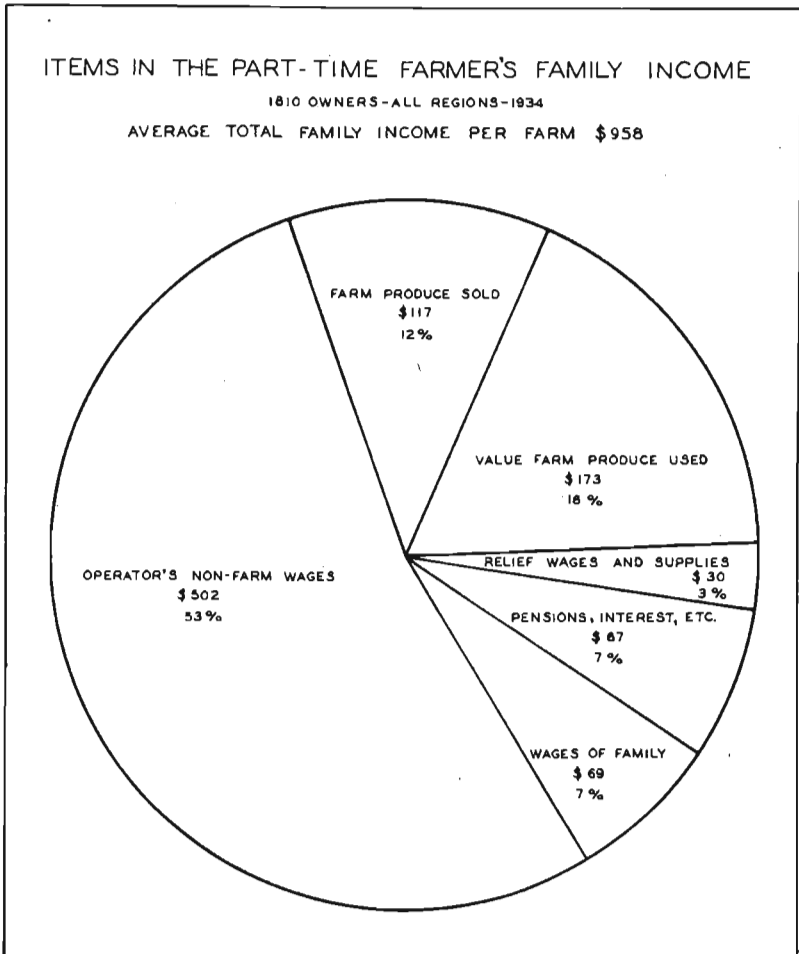 ITEMS IN THE PART-TIME FARMER'S FAMILY INCOME
1810 OWNERS-ALL REGIONS-1934
AVERAGE TOTAL FAMILY INCOME PER FARM $958
FARM PRODUCE SOLD
$117
12%
VALUE FARM PRODUCE USED
$173
18 %
RELIEF WAGES AND SUPPLIES
$30
3%
OPERATOR'S NON-FARM WAGES
$502
53%
PENSIONS, INTEREST, ETC.
$67
7%
WAGES OF FAMILY
$69
7%